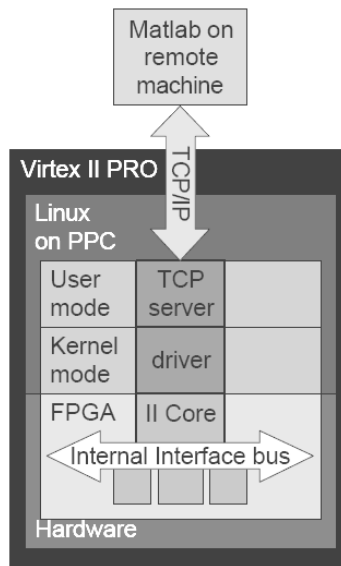 Matlab on
remote
machine
TCP/IP
Virtex II PRO
Linux
on PPC
User
mode
TCP
server
Kernel
mode
driver
FPGA
II Core
Internal Interface bus
Hardware